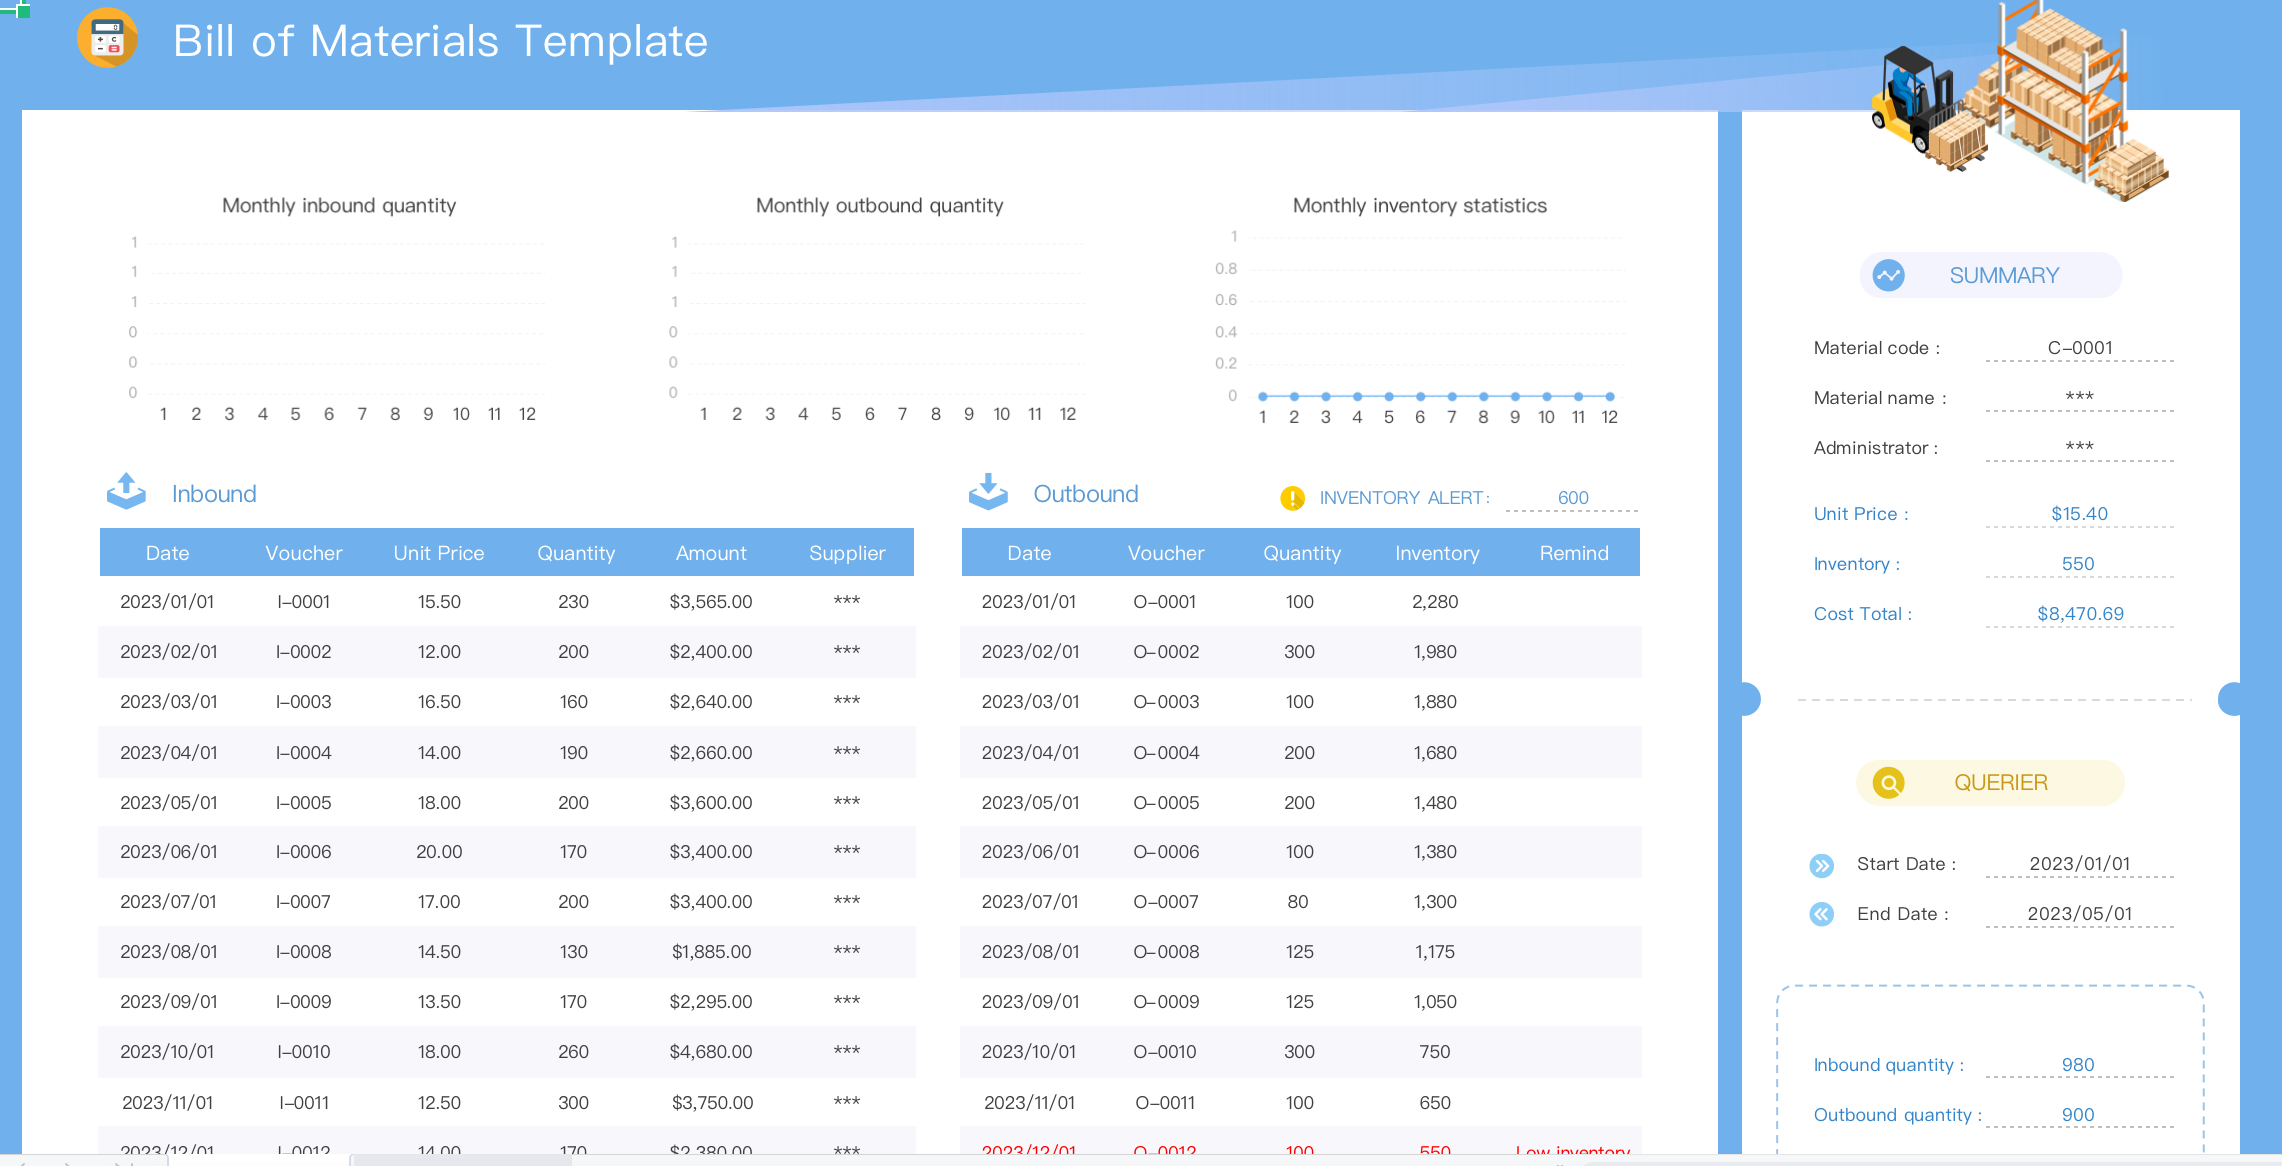 Bill of Materials Template
Monthly inbound quantity
1
1
1
0
0
0
1 2 3 4 5 6 7 8 9 10 11 12
Monthly outbound quantity
1
1
1
0
0
0
1 2 3 4 5 6 7 8 9 10 11 12
Monthly inventory statistics
1
0.8
0.6
0.4
0.2
0
1 2 3 4 5 6 7 8 9 10 11 12
Inbound
Date Voucher Unit Price Quantity Amount Supplier
2023/01/01 I-0001 15.50 230 $3,565.00 ***
2023/02/01 I-0002 12.00 200 $2,400.00 ***
2023/03/01 I-0003 16.50 160 $2,640.00 ***
2023/04/01 I-0004 14.00 190 $2,660.00 ***
2023/05/01 I-0005 18.00 200 $3,600.00 ***
2023/06/01 I-0006 20.00 170 $3,400.00 ***
2023/07/01 I-0007 17.00 200 $3,400.00 ***
2023/08/01 I-0008 14.50 130 $1,885.00 ***
2023/09/01 I-0009 13.50 170 $2,295.00 ***
2023/10/01 I-0010 18.00 260 $4,680.00 ***
2023/11/01 I-0011 12.50 300 $3,750.00 ***
2023/12/01 I-0012 14.00 170 $2,380.00 ***
Outbound
INVENTORY ALERT: 600
Date Voucher Quantity Inventory Remind
2023/01/01 O-0001 100 2,280
2023/02/01 O-0002 300 1,980
2023/03/01 O-0003 100 1,880
2023/04/01 O-0004 200 1,680
2023/05/01 O-0005 200 1,480
2023/06/01 O-0006 100 1,380
2023/07/01 O-0007 80 1,300
2023/08/01 O-0008 125 1,175
2023/09/01 O-0009 125 1,050
2023/10/01 O-0010 300 750
2023/11/01 O-0011 100 650
2023/12/01 O-0012 100 550 Low inventory
SUMMARY
Material code : C-0001
Material name : ***
Administrator : ***
Unit Price : $15.40
Inventory : 550
Cost Total : $8,470.69
QUERIER
Start Date : 2023/01/01
End Date : 2023/05/01
Inbound quantity : 980
Outbound quantity : 900